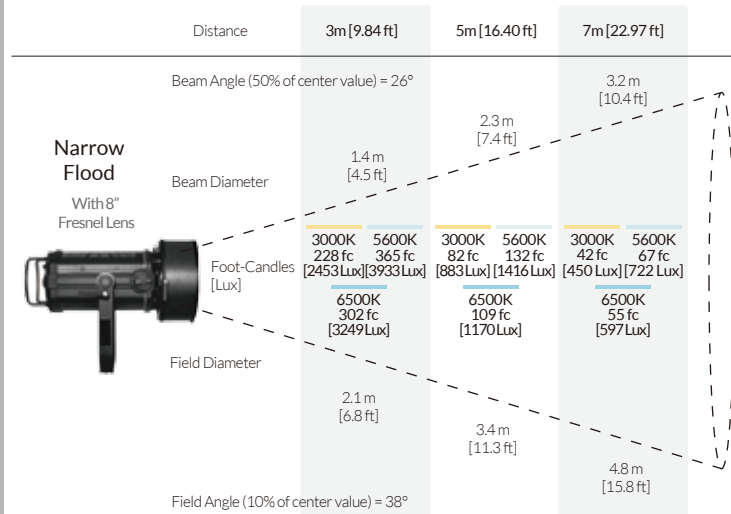 Distance 3m [9.84 ft] 5m [16.40 ft] 7m [22.97 ft]
Beam Angle (50% of center value) = 26°
3.2 m
[10.4 ft]
2.3 m
[7.4 ft]
1.4 m
[4.5 ft]
Narrow
Flood
With 8”
Fresnel Lens
Beam Diameter
Foot-Candles
[Lux]
3000K 5600K 3000K 5600K 3000K 5600K
228 fc 365 fc 82 fc 132 fc 42 fc 67 fc
[2453 Lux] [3933 Lux] [883 Lux] [1416 Lux] [450 Lux] [722 Lux]
6500K 6500K 6500K
302 fc 109 fc 55 fc
[3249 Lux] [1170 Lux] [597 Lux]
Field Diameter
2.1 m
[6.8 ft]
3.4 m
[11.3 ft]
4.8 m
[15.8 ft]
Field Angle (10% of center value) = 38°